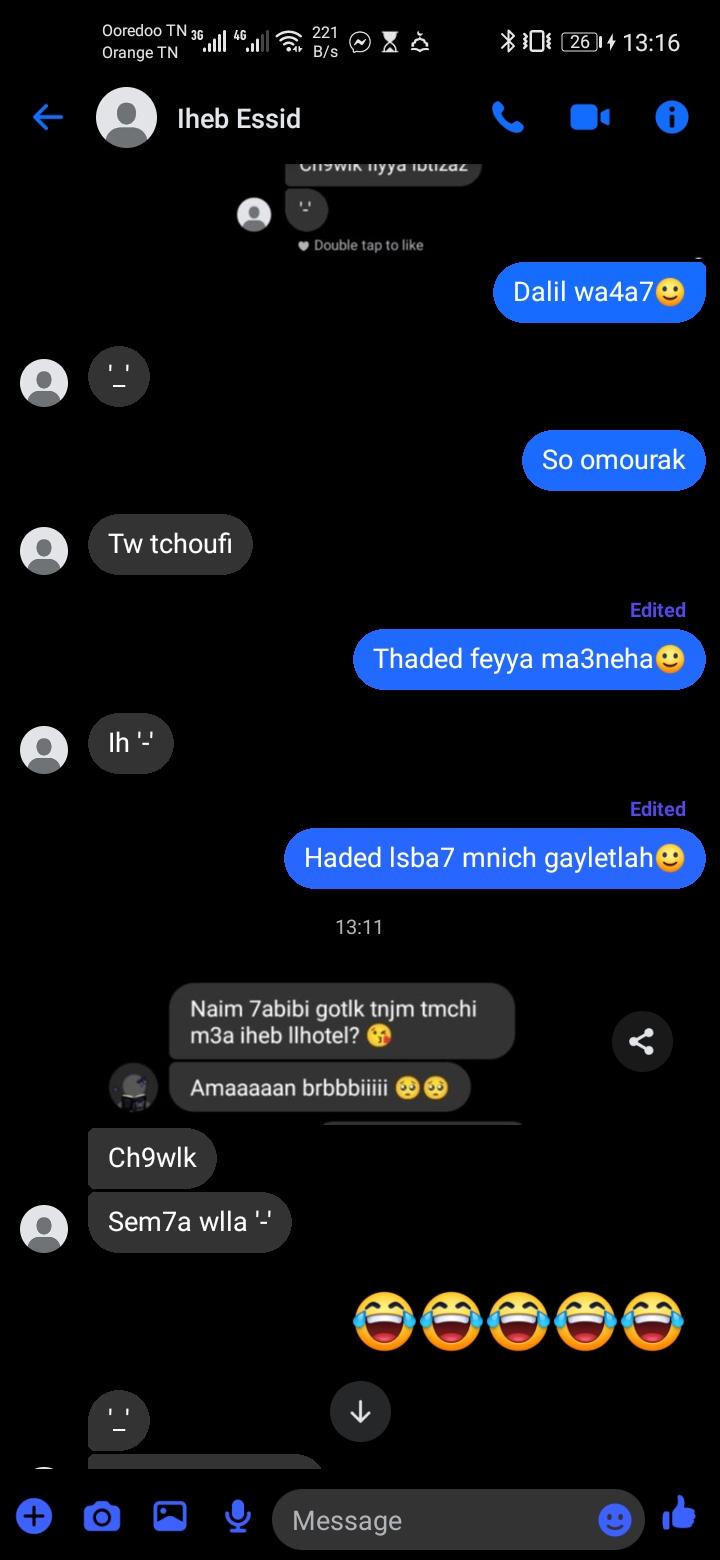 Ooredoo TN
Orange TN
3G
4G
221
B/s
26
13:16
Iheb Essid
Ch9wlk fiyya ibtizaz
'-'
Double tap to like
Dalil wa4a7🙂
'_'
So omourak
Tw tchoufi
Edited
Thaded feyya ma3neha🙂
Ih '-'
Edited
Haded lsba7 mnich gayletlah🙂
13:11
Naim 7abibi gotlk tnjm tmchi
m3a iheb llhotel? 😘
Amaaaaan brbbbiiiii 🥺🥺
Ch9wlk
Sem7a wlla '-'
😂😂😂😂😂
'_'
Message